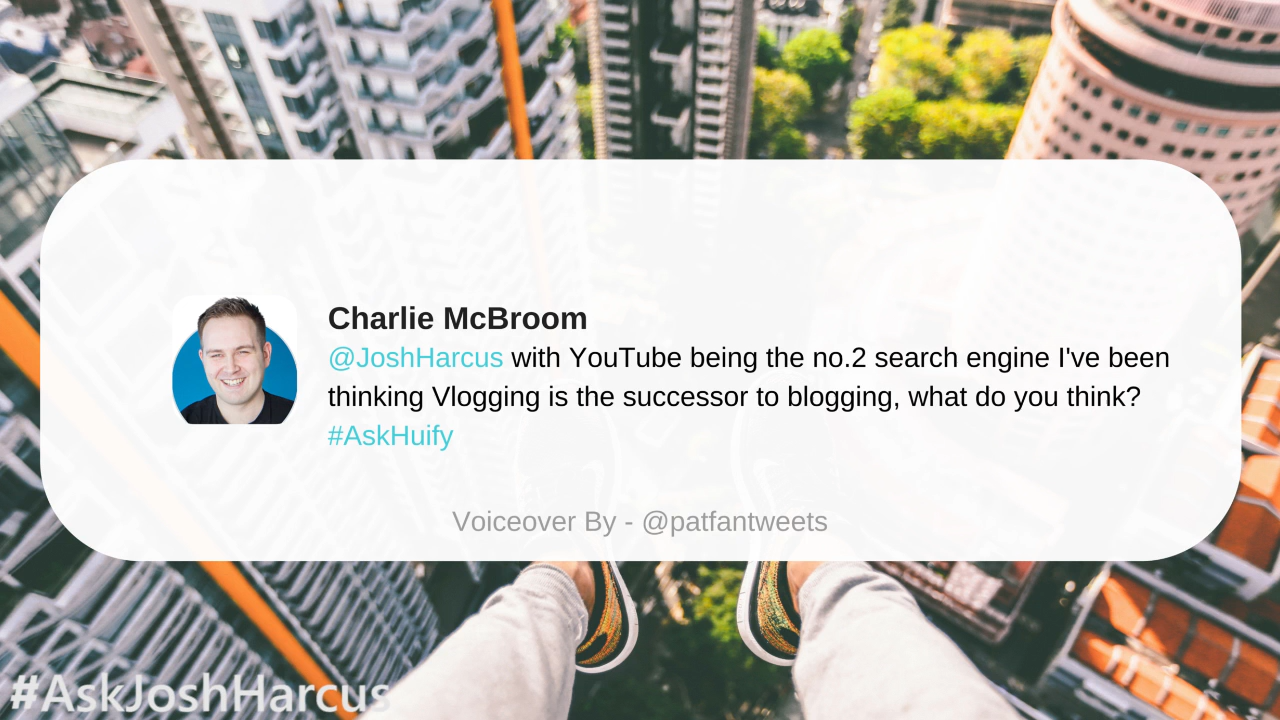 Charlie McBroom
@JoshHarcus with YouTube being the no.2 search engine I've been
thinking Vlogging is the successor to blogging, what do you think?
#AskHuify
Voiceover By - @patfantweets
#AskJoshHarcus